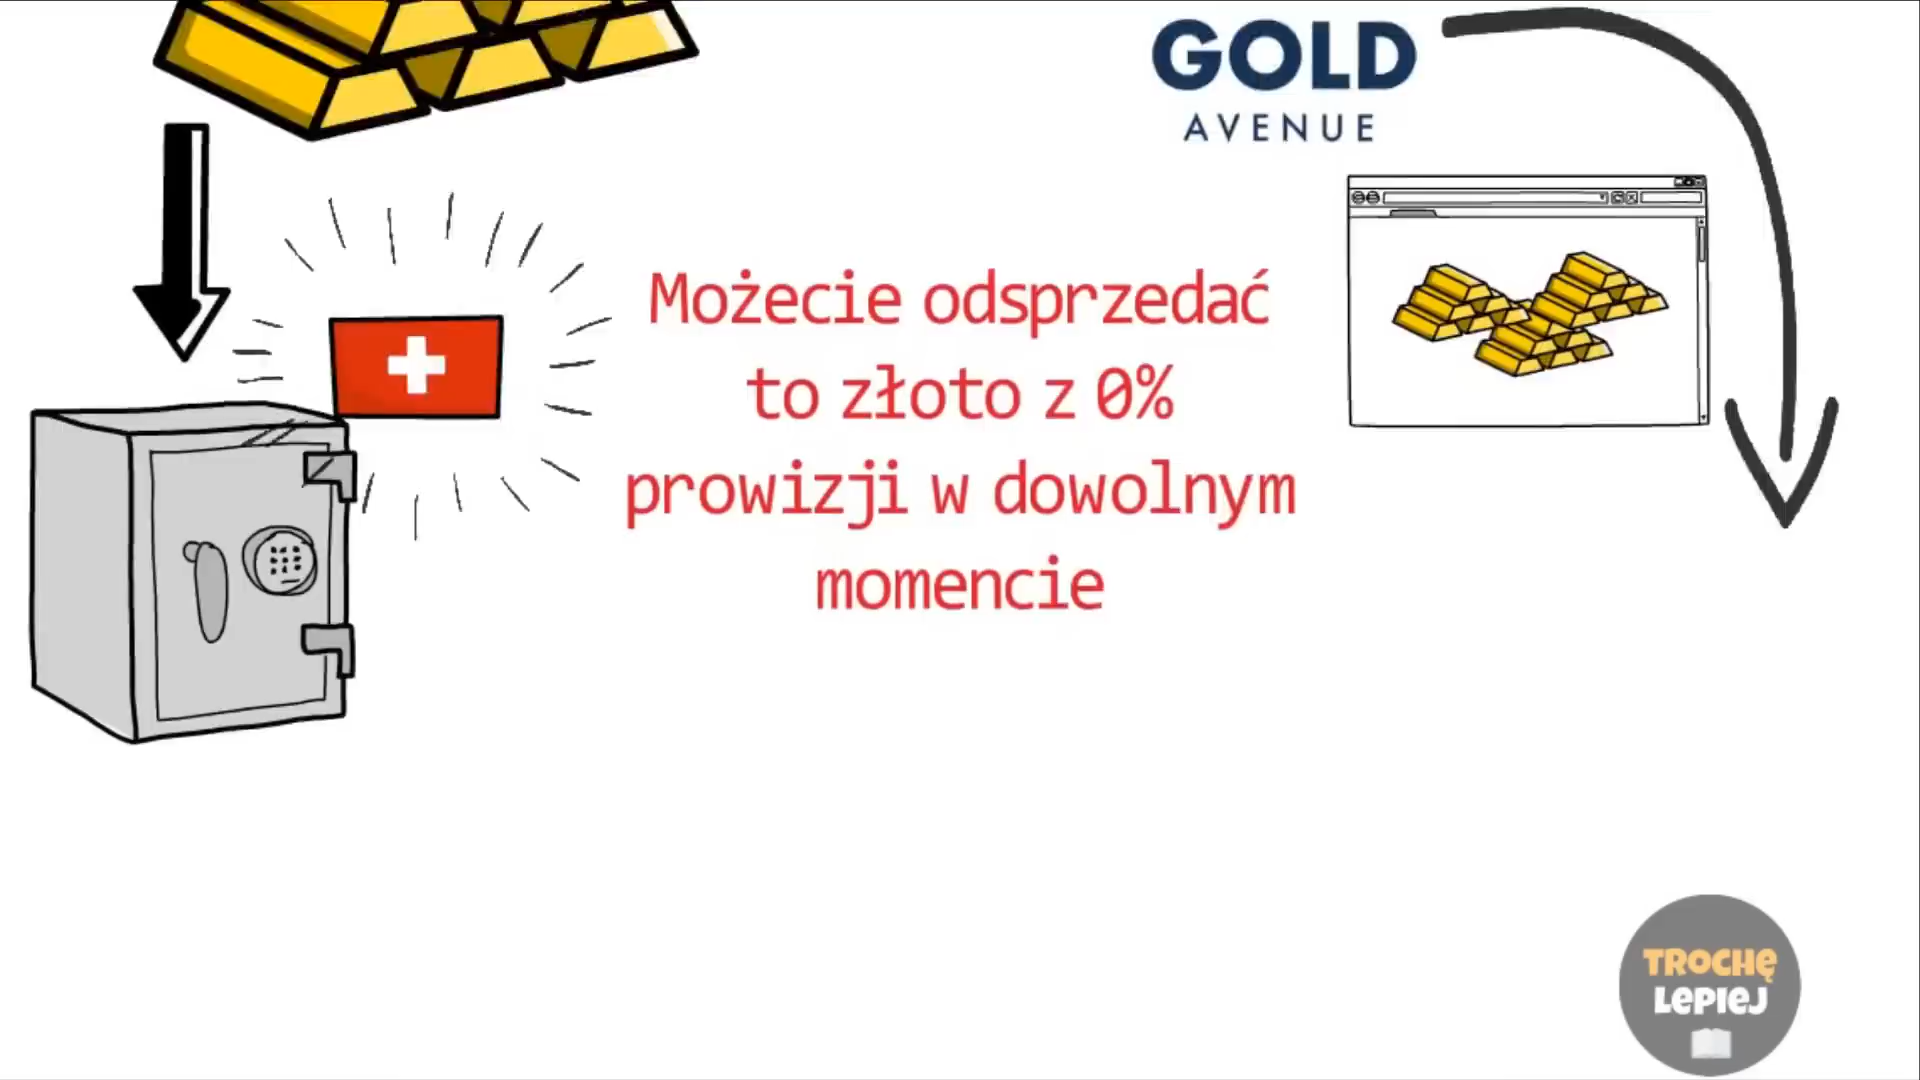 GOLD
AVENUE
Możecie odsprzedać
to złoto z 0%
prowizji w dowolnym
momencie
TROCHĘ
LEPIEJ